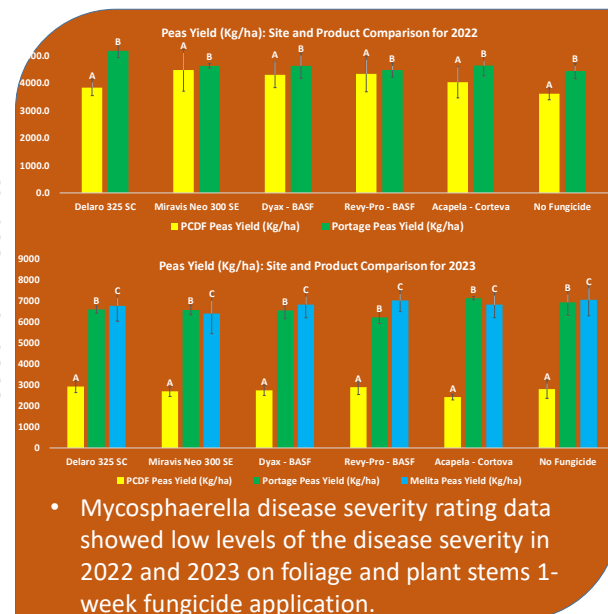 Peas Yield (Kg/ha): Site and Product Comparison for 2022
4000.0
3000.0
2000.0
1000.0
0.0
A B A B A B A B A B A B
Delaro 325 SC Miravis Neo 300 SE Dyax - BASF Revy-Pro - BASF Acapela - Corteva No Fungicide
PCDF Peas Yield (Kg/ha) Portage Peas Yield (Kg/ha)
Peas Yield (Kg/ha): Site and Product Comparison for 2023
9000
8000
7000
6000
5000
4000
3000
2000
1000
0
A B C A B C A B C A B C A B C A B C
Delaro 325 SC Miravis Neo 300 SE Dyax - BASF Revy-Pro - BASF Acapela - Cortova No Fungicide
PCDF Peas Yield (Kg/ha) Portage Peas Yield (Kg/ha) Melita Peas Yield (Kg/ha)
• Mycosphaerella disease severity rating data
showed low levels of the disease severity in
2022 and 2023 on foliage and plant stems 1-
week fungicide application.